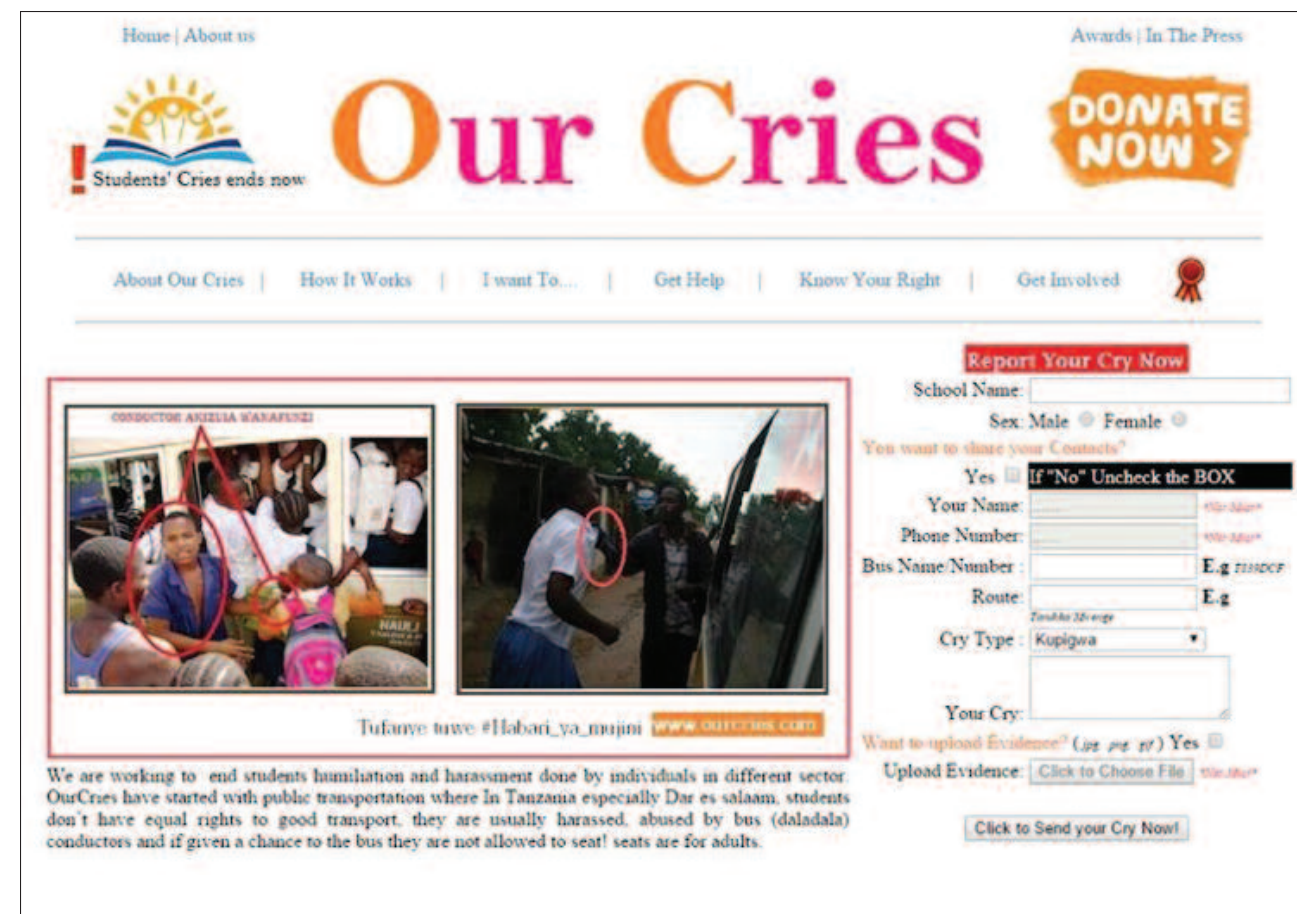 Home | About us
Awards | In The Press
Our Cries
DONATE
NOW >
!
Students' Cries ends now
About Our Cries | How It Works | I want To.... | Get Help | Know Your Right | Get Involved
CONDUCTOR AKIZUIA WANAFUNZI
NAULI
Tufanye tuwe #Habari_ya_mujini www.ourcries.com
We are working to end students humiliation and harassment done by individuals in different sector.
OurCries have started with public transportation where In Tanzania especially Dar es salaam, students
don't have equal rights to good transport, they are usually harassed, abused by bus (daladala)
conductors and if given a chance to the bus they are not allowed to seat! seats are for adults.
Report Your Cry Now
School Name:
Sex: Male Female
You want to share your Contacts?
Yes If "No" Uncheck the BOX
Your Name:
Phone Number:
Bus Name/Number : E.g
Route: E.g
Cry Type : Kupigwa
Your Cry:
Want to upload Evidence? Yes
Upload Evidence: Click to Choose File
Click to Send your Cry Now!